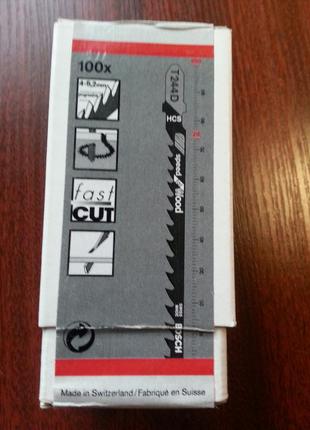 100x
4-5,2mm
fast
CUT
T244D
HCS
speed for Wood
BOSCH
Made in Switzerland/Fabriqué en Suisse